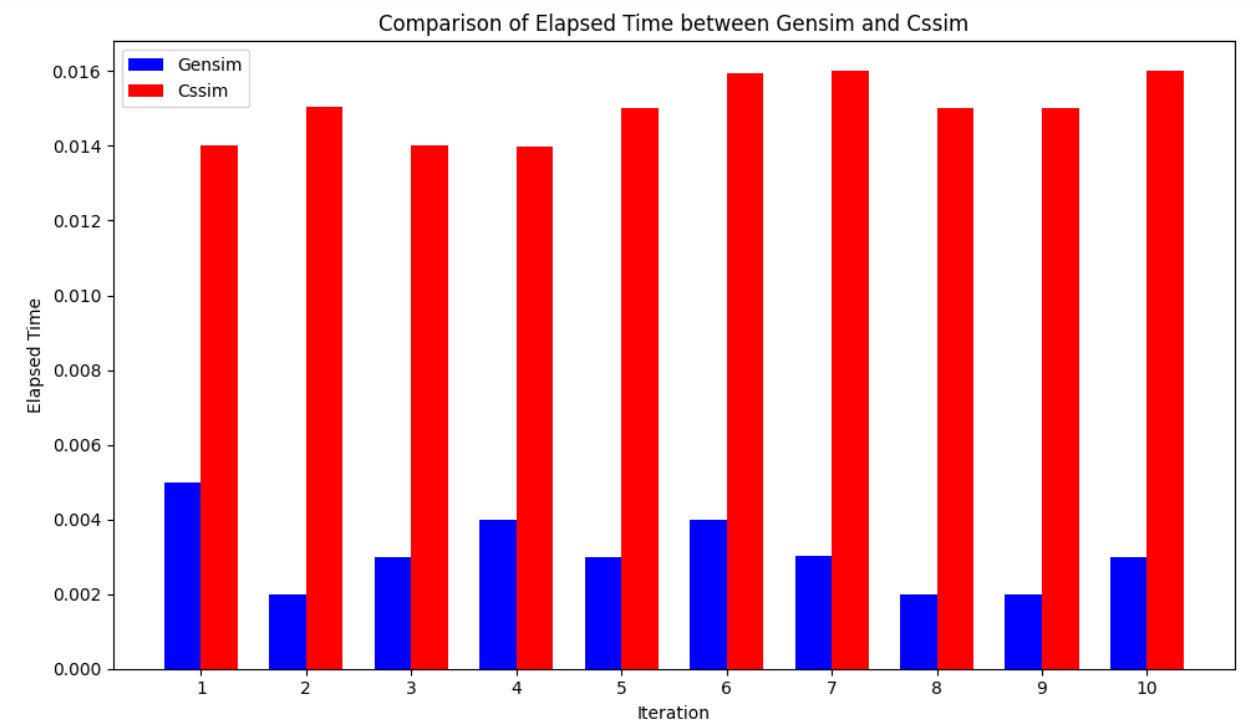 Comparison of Elapsed Time between Gensim and Cssim
Gensim
Cssim
0.016
0.014
0.012
0.010
0.008
0.006
0.004
0.002
0.000
Elapsed Time
1 2 3 4 5 6 7 8 9 10
Iteration